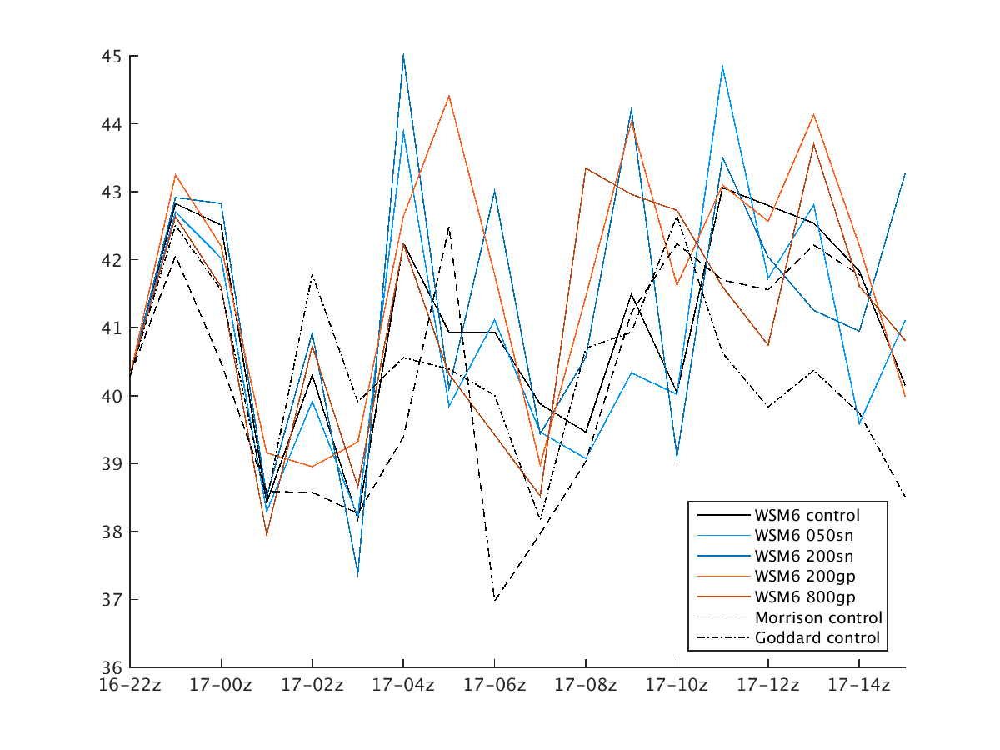 45
44
43
42
41
40
39
38
37
36
16-22z 17-00z 17-02z 17-04z 17-06z 17-08z 17-10z 17-12z 17-14z
WSM6 control
WSM6 050sn
WSM6 200sn
WSM6 200gp
WSM6 800gp
Morrison control
Goddard control